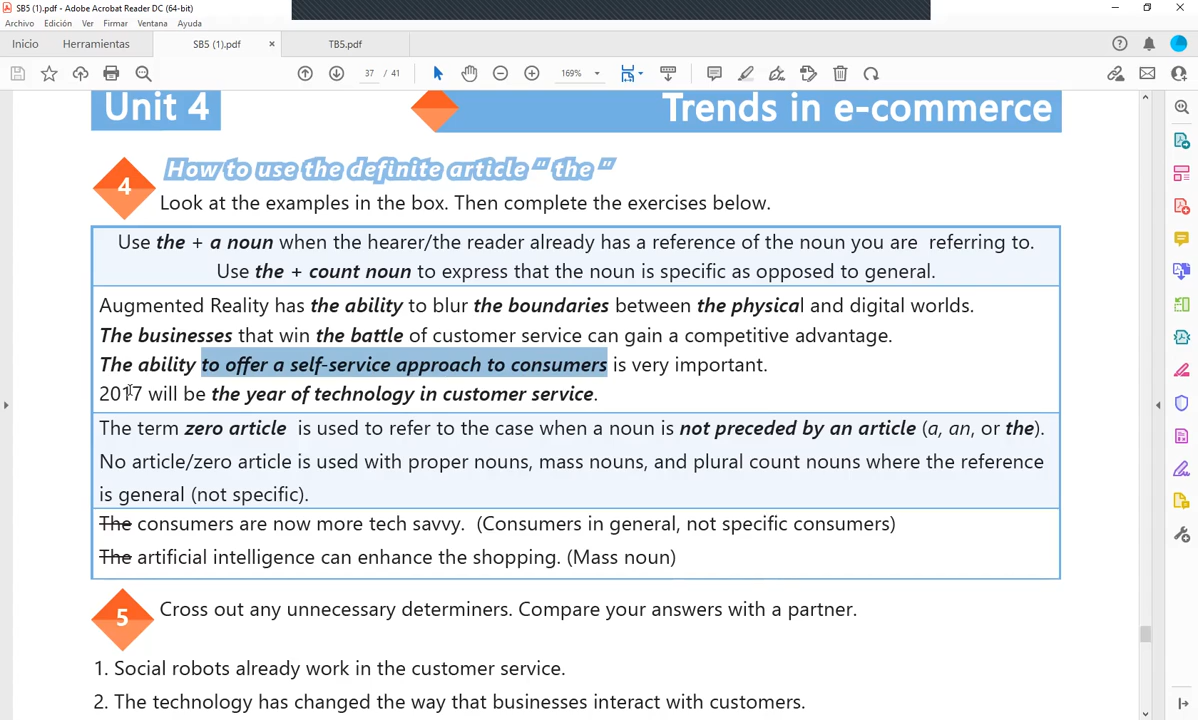 SB5 (1).pdf - Adobe Acrobat Reader DC (64-bit)
Archivo Edición Ver Firmar Ventana Ayuda
Inicio Herramientas SB5 (1).pdf × TB5.pdf
37 / 41 169%
Unit 4 Trends in e-commerce
4 How to use the definite article “ the ”
Look at the examples in the box. Then complete the exercises below.
Use the + a noun when the hearer/the reader already has a reference of the noun you are referring to.
Use the + count noun to express that the noun is specific as opposed to general.
Augmented Reality has the ability to blur the boundaries between the physical and digital worlds.
The businesses that win the battle of customer service can gain a competitive advantage.
The ability to offer a self-service approach to consumers is very important.
2017 will be the year of technology in customer service.
The term zero article is used to refer to the case when a noun is not preceded by an article (a, an, or the).
No article/zero article is used with proper nouns, mass nouns, and plural count nouns where the reference
is general (not specific).
The consumers are now more tech savvy. (Consumers in general, not specific consumers)
The artificial intelligence can enhance the shopping. (Mass noun)
5 Cross out any unnecessary determiners. Compare your answers with a partner.
1. Social robots already work in the customer service.
2. The technology has changed the way that businesses interact with customers.